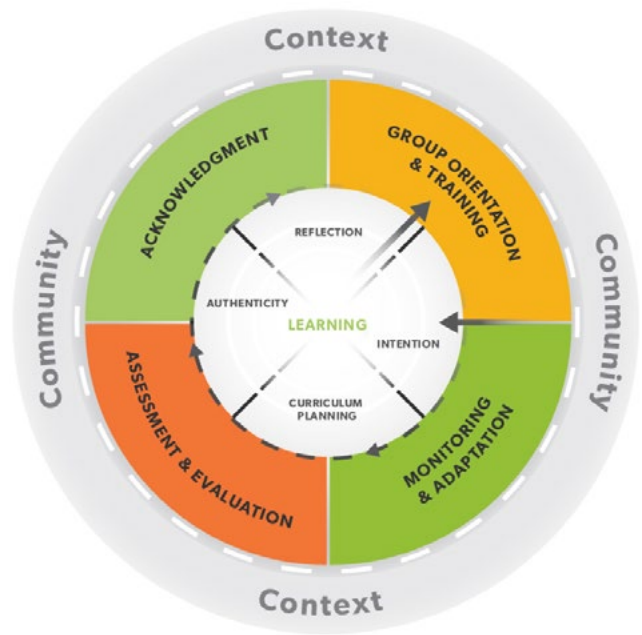 Context
ACKNOWLEDGMENT
GROUP ORIENTATION
& TRAINING
REFLECTION
Community
AUTHENTICITY
LEARNING
INTENTION
Community
CURRICULUM
PLANNING
ASSESSMENT & EVALUATION
MONITORING
& ADAPTATION
Context